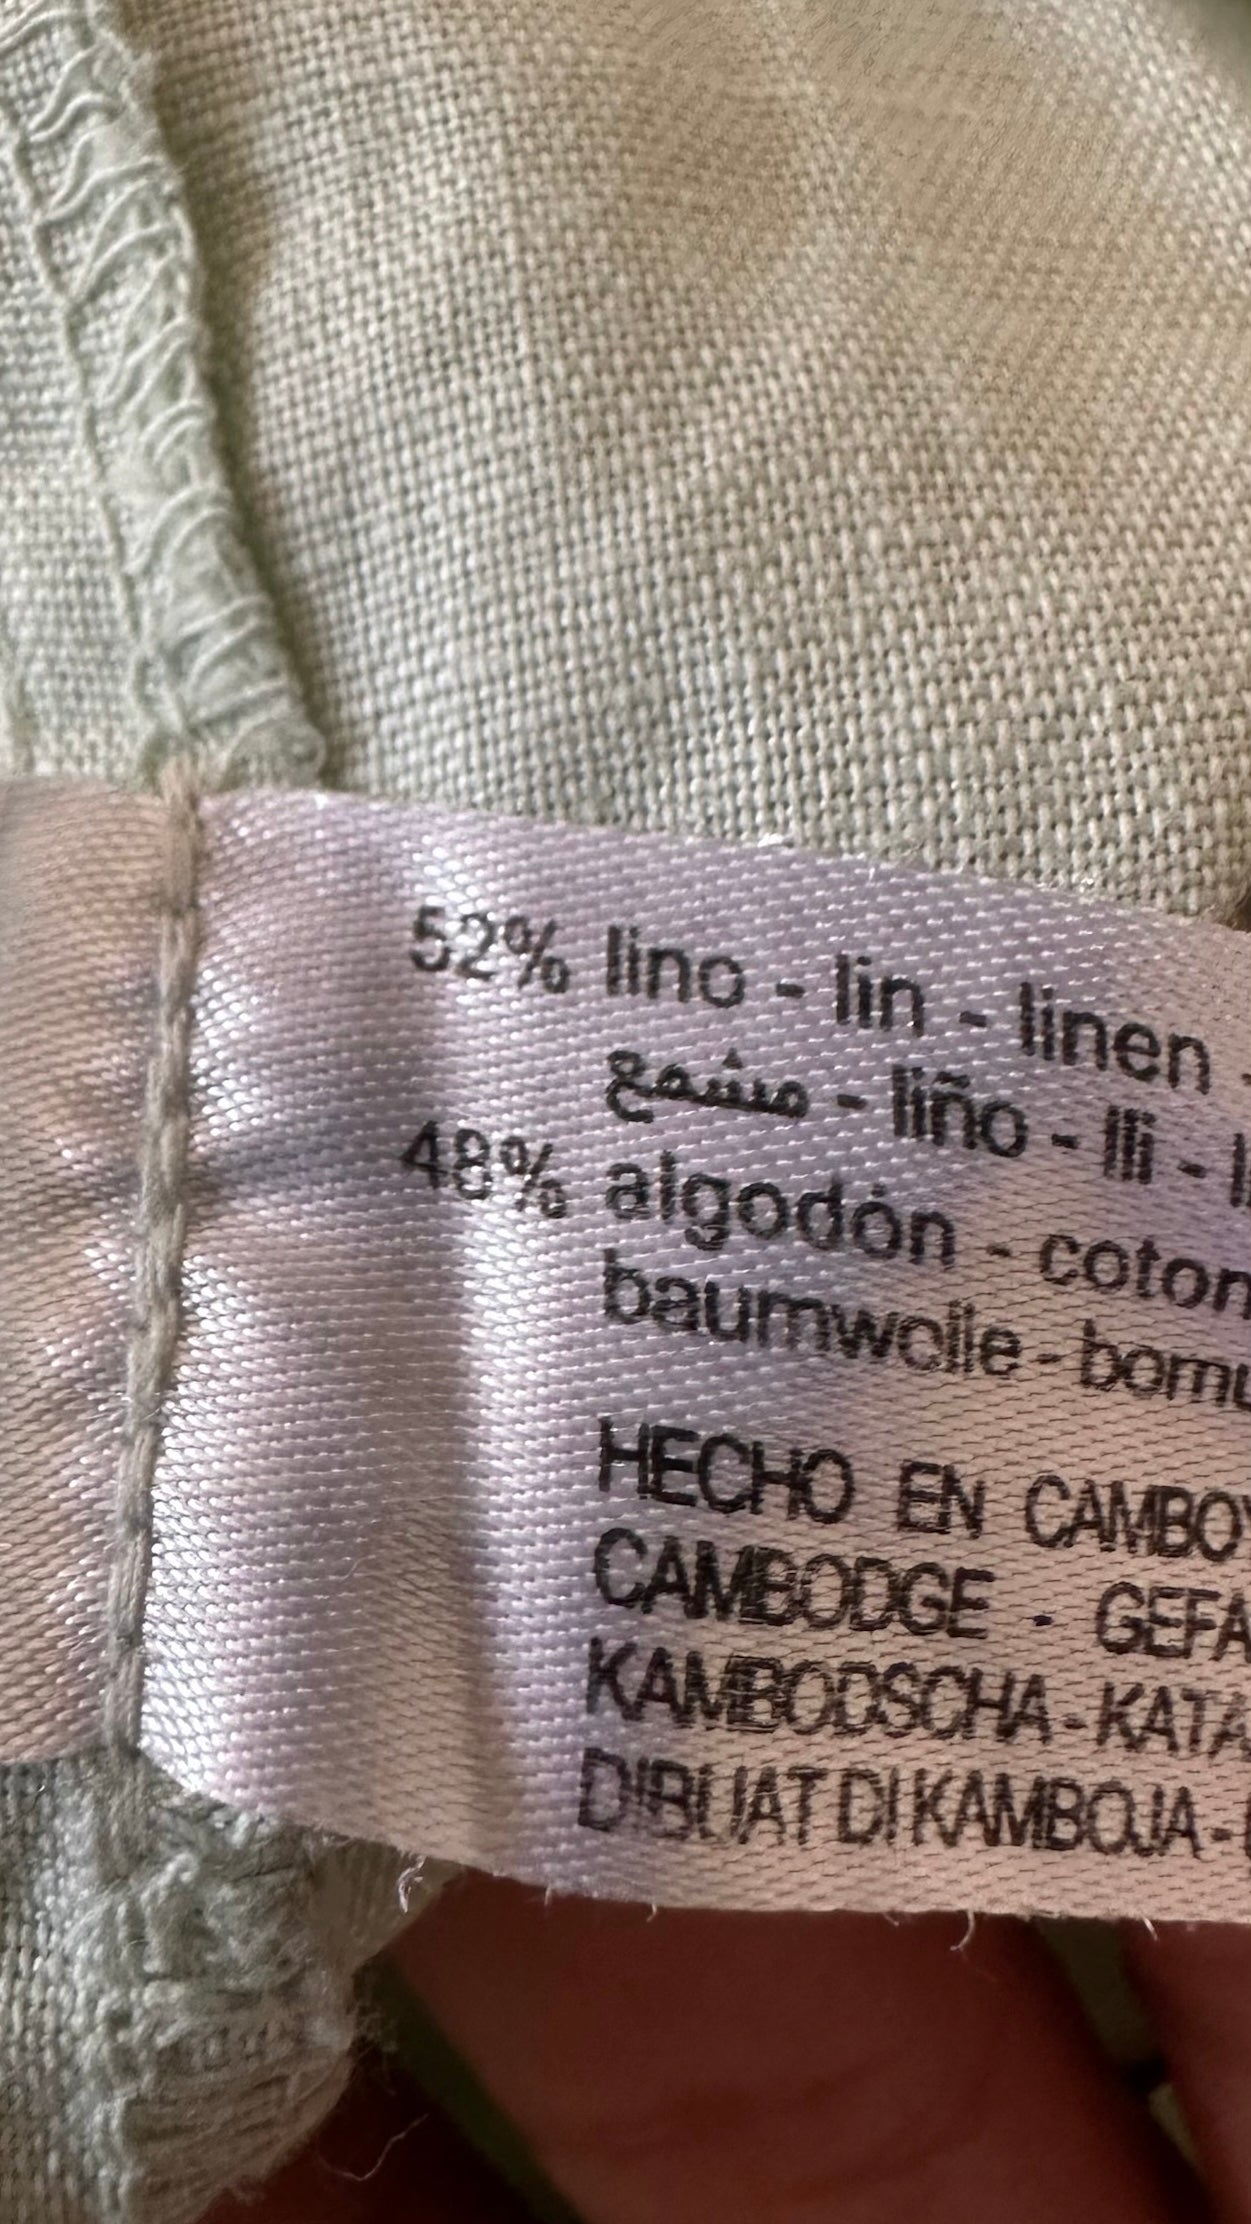 52% lino - lin - linen -
مشمع - liño - lli -
48% algodón - coton
baumwolle - bomu
HECHO EN CAMBOY
CAMBODGE - GEFA
KAMBODSCHA - KATA
DIBUAT DI KAMBOJA -